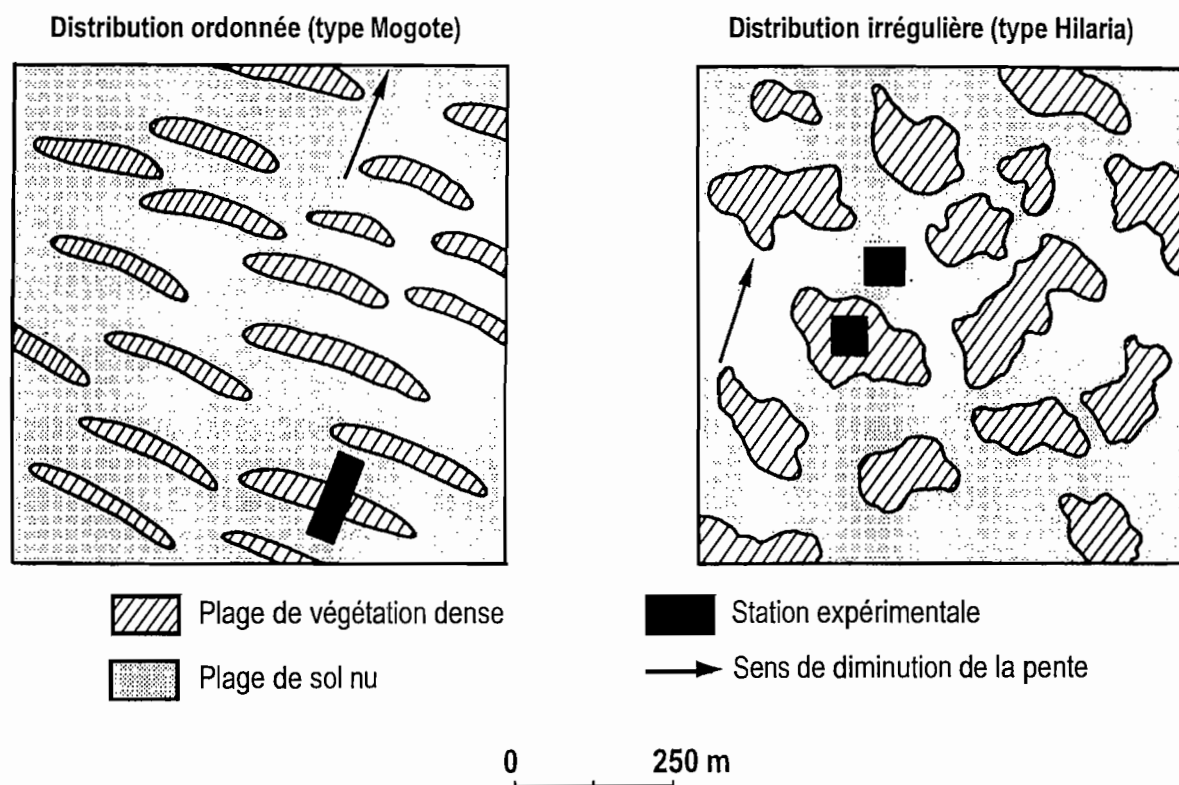 Distribution ordonnée (type Mogote)
Distribution irrégulière (type Hilaria)
Plage de végétation dense
Plage de sol nu
Station expérimentale
Sens de diminution de la pente
0 250 m